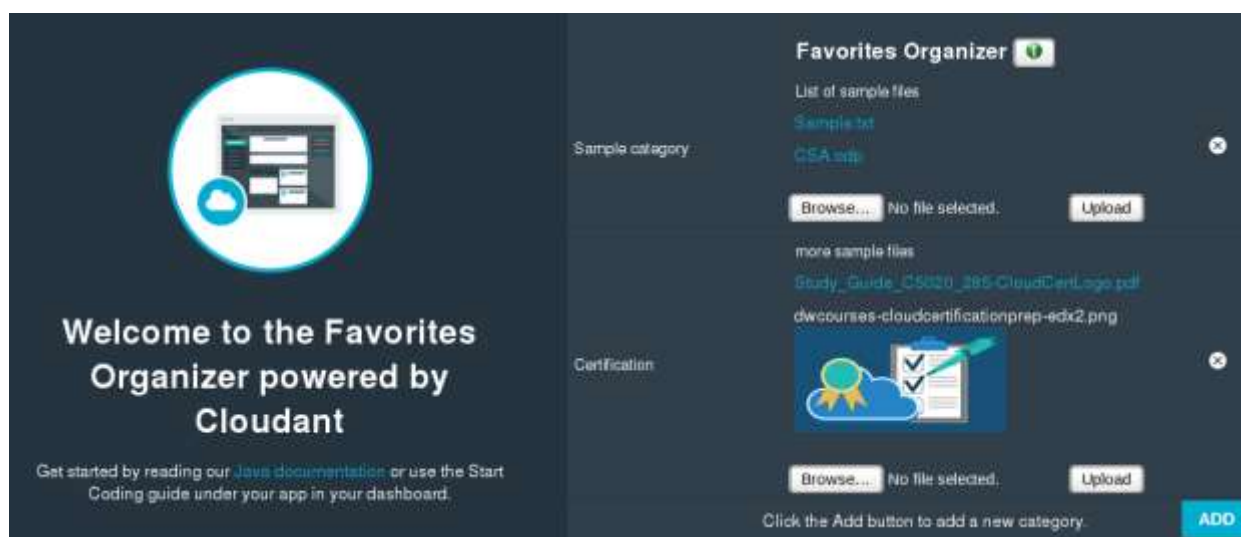 Welcome to the Favorites
Organizer powered by
Cloudant
Get started by reading our Java documentation or use the Start
Coding guide under your app in your dashboard.
Favorites Organizer
List of sample files
Sample category
Sample.txt
CSA.odp
Browse... No file selected. Upload
more sample files
Study_Guide_C5020_285-CloudCertLogo.pdf
dwcourses-cloudcertificationprep-edx2.png
Certification
Browse... No file selected. Upload
Click the Add button to add a new category.
ADD